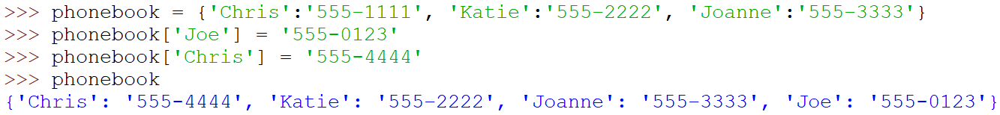 >>> phonebook = {'Chris':'555-1111', 'Katie':'555-2222', 'Joanne':'555-3333'}
>>> phonebook['Joe'] = '555-0123'
>>> phonebook['Chris'] = '555-4444'
>>> phonebook
{'Chris': '555-4444', 'Katie': '555-2222', 'Joanne': '555-3333', 'Joe': '555-0123'}